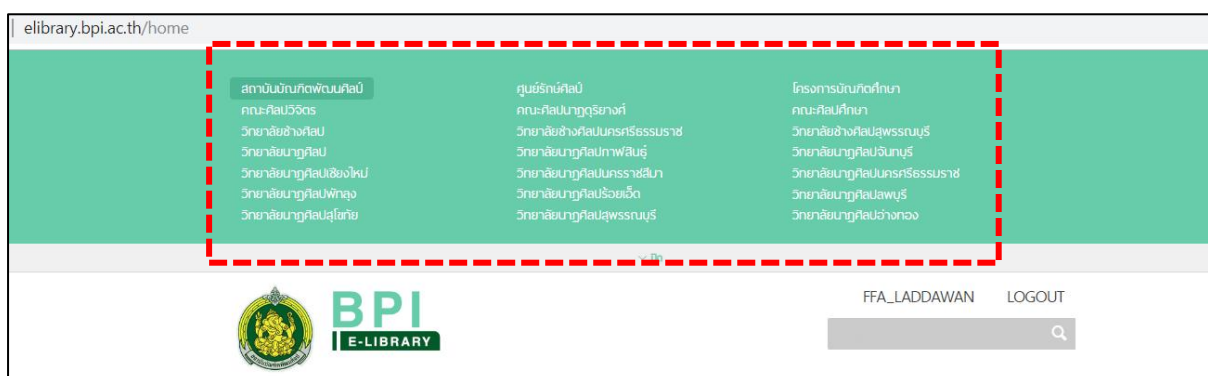 elibrary.bpi.ac.th/home
สถาบันบัณฑิตพัฒนศิลป์ ศูนย์รักษ์ศิลป์ โครงการบัณฑิตศึกษา
คณะศิลปวิจิตร คณะศิลปนาฏดุริยางค์ คณะศิลปศึกษา
วิทยาลัยช่างศิลป วิทยาลัยช่างศิลปนครศรีธรรมราช วิทยาลัยช่างศิลปสุพรรณบุรี
วิทยาลัยนาฏศิลป วิทยาลัยนาฏศิลปกาฬสินธุ์ วิทยาลัยนาฏศิลปจันทบุรี
วิทยาลัยนาฏศิลปเชียงใหม่ วิทยาลัยนาฏศิลปนครราชสีมา วิทยาลัยนาฏศิลปนครศรีธรรมราช
วิทยาลัยนาฏศิลปพัทลุง วิทยาลัยนาฏศิลปร้อยเอ็ด วิทยาลัยนาฏศิลปลพบุรี
วิทยาลัยนาฏศิลปสุโขทัย วิทยาลัยนาฏศิลปสุพรรณบุรี วิทยาลัยนาฏศิลปอ่างทอง
BPI
E-LIBRARY
FFA_LADDAWAN LOGOUT